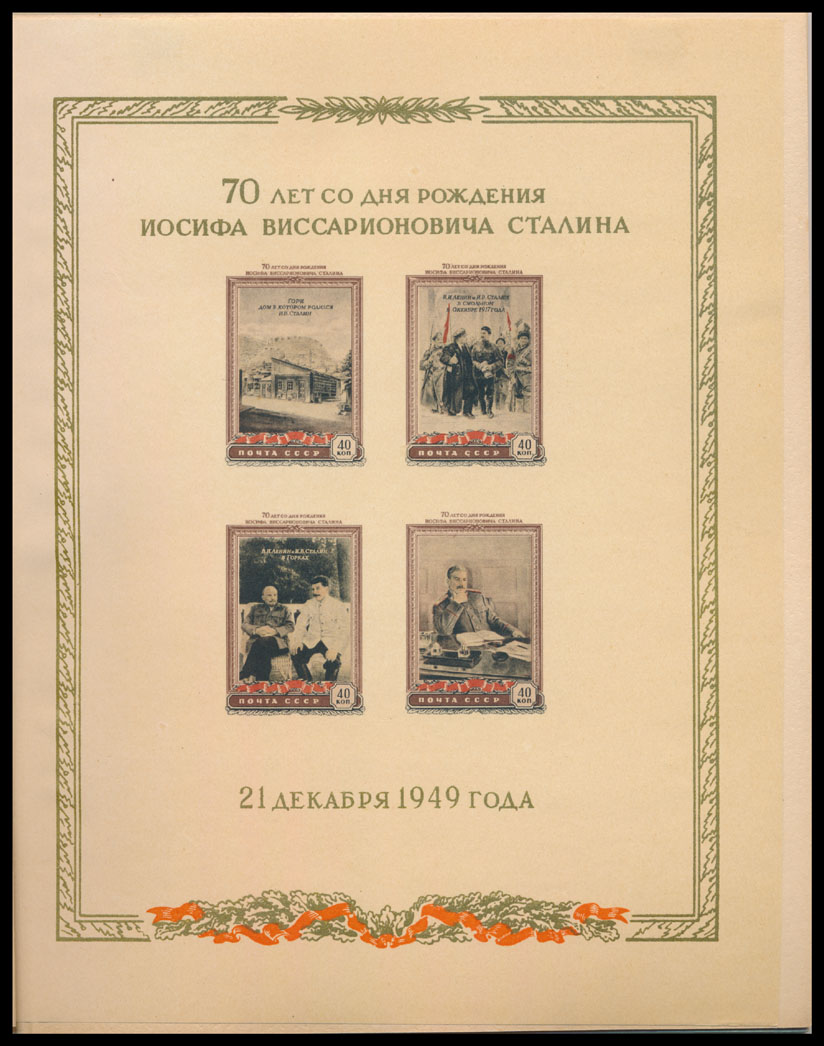 70 ЛЕТ СО ДНЯ РОЖДЕНИЯ
ИОСИФА ВИССАРИОНОВИЧА СТАЛИНА
70 ЛЕТ СО ДНЯ РОЖДЕНИЯ
ИОСИФА ВИССАРИОНОВИЧА СТАЛИНА
ГОРИ
ДОМ В КОТОРОМ РОДИЛСЯ
И.В. СТАЛИН
40
КОП
ПОЧТА СССР
70 ЛЕТ СО ДНЯ РОЖДЕНИЯ
ИОСИФА ВИССАРИОНОВИЧА СТАЛИНА
В.И. ЛЕНИН и И.В. СТАЛИН
В СМОЛЬНОМ
В ОКТЯБРЕ 1917 ГОДА
40
КОП
ПОЧТА СССР
70 ЛЕТ СО ДНЯ РОЖДЕНИЯ
ИОСИФА ВИССАРИОНОВИЧА СТАЛИНА
В.И. ЛЕНИН и И.В. СТАЛИН
В ГОРКАХ
40
КОП
ПОЧТА СССР
70 ЛЕТ СО ДНЯ РОЖДЕНИЯ
ИОСИФА ВИССАРИОНОВИЧА СТАЛИНА
40
КОП
ПОЧТА СССР
21 ДЕКАБРЯ 1949 ГОДА